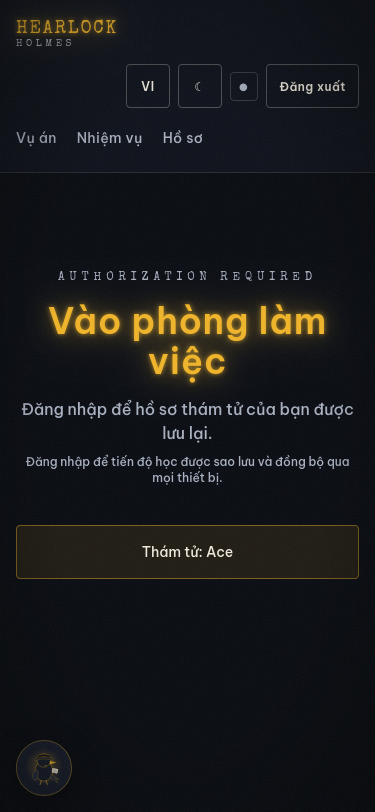 HEARLOCK
HOLMES
VI
Đăng xuất
Vụ án
Nhiệm vụ
Hồ sơ
AUTHORIZATION REQUIRED
Vào phòng làm
việc
Đăng nhập để hồ sơ thám tử của bạn được
lưu lại.
Đăng nhập để tiến độ học được sao lưu và đồng bộ qua
mọi thiết bị.
Thám tử: Ace